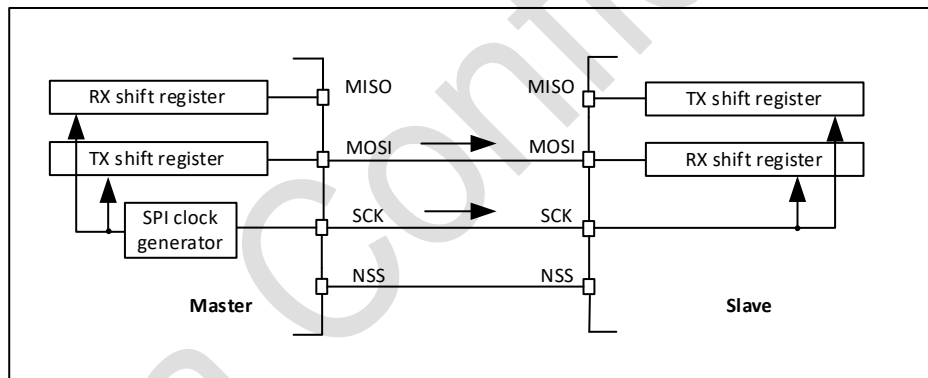 RX shift register MISO MISO TX shift register
TX shift register MOSI MOSI RX shift register
SPI clock generator SCK SCK
NSS NSS
Master Slave